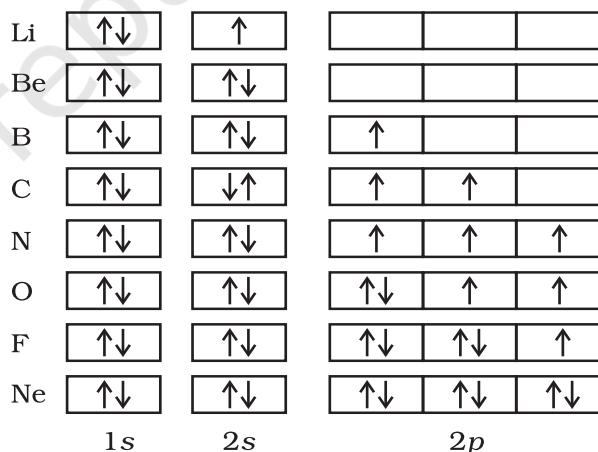 Li ↑↓ ↑
Be ↑↓ ↑↓
B ↑↓ ↑↓ ↑
C ↑↓ ↓↑ ↑ ↑
N ↑↓ ↑↓ ↑ ↑ ↑
O ↑↓ ↑↓ ↑↓ ↑ ↑
F ↑↓ ↑↓ ↑↓ ↑↓ ↑
Ne ↑↓ ↑↓ ↑↓ ↑↓ ↑↓
1s 2s 2p